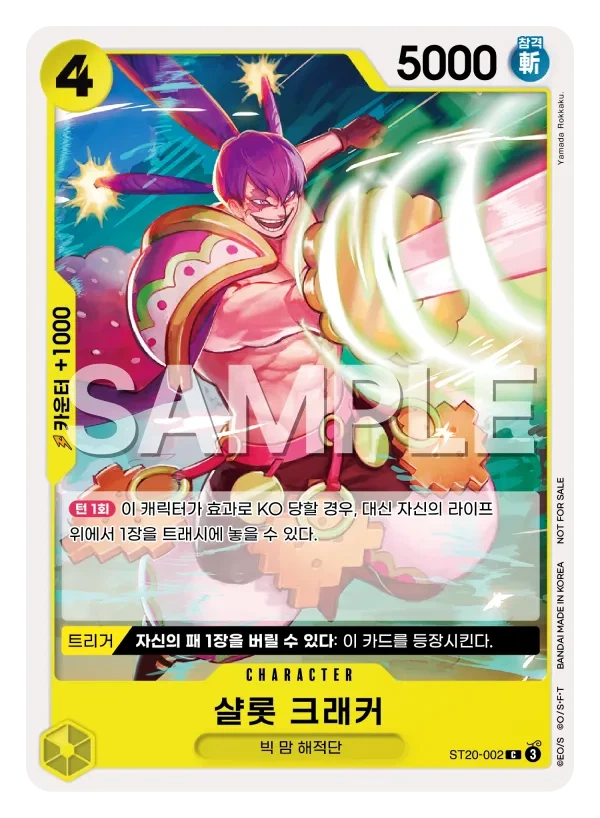 4
5000
참격
斬
Yamada Rokkaku.
카운터 +1000
SAMPLE
턴 1회 이 캐릭터가 효과로 KO 당할 경우, 대신 자신의 라이프
위에서 1장을 트래시에 놓을 수 있다.
트리거 자신의 패 1장을 버릴 수 있다: 이 카드를 등장시킨다.
CHARACTER
샬롯 크래커
빅 맘 해적단
ST20-002 C 3
©EO/S ©O/S·F·T BANDAI MADE IN KOREA NOT FOR SALE